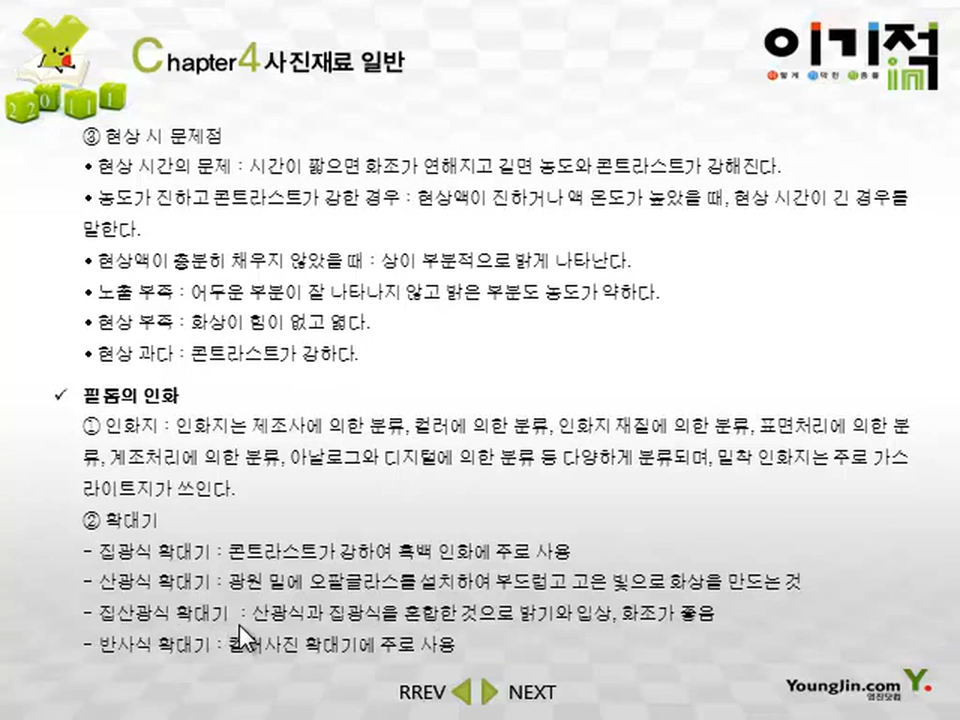 Chapter4 사진재료 일반
이기적in
이렇게 기막힌 적중률
2011
③ 현상 시 문제점
• 현상 시간의 문제 : 시간이 짧으면 화조가 연해지고 길면 농도와 콘트라스트가 강해진다.
• 농도가 진하고 콘트라스트가 강한 경우 : 현상액이 진하거나 액 온도가 높았을 때, 현상 시간이 긴 경우를
말한다.
• 현상액이 충분히 채우지 않았을 때 : 상이 부분적으로 밝게 나타난다.
• 노출 부족 : 어두운 부분이 잘 나타나지 않고 밝은 부분도 농도가 약하다.
• 현상 부족 : 화상이 힘이 없고 엷다.
• 현상 과다 : 콘트라스트가 강하다.
✓ 필름의 인화
① 인화지 : 인화지는 제조사에 의한 분류, 컬러에 의한 분류, 인화지 재질에 의한 분류, 표면처리에 의한 분
류, 계조처리에 의한 분류, 아날로그와 디지털에 의한 분류 등 다양하게 분류되며, 밀착 인화지는 주로 가스
라이트지가 쓰인다.
② 확대기
- 집광식 확대기 : 콘트라스트가 강하여 흑백 인화에 주로 사용
- 산광식 확대기 : 광원 밑에 오팔글라스를 설치하여 부드럽고 고은 빛으로 화상을 만드는 것
- 집산광식 확대기 : 산광식과 집광식을 혼합한 것으로 밝기와 입상, 화조가 좋음
- 반사식 확대기 : 컬러사진 확대기에 주로 사용
RREV NEXT
YoungJin.com Y.
영진닷컴